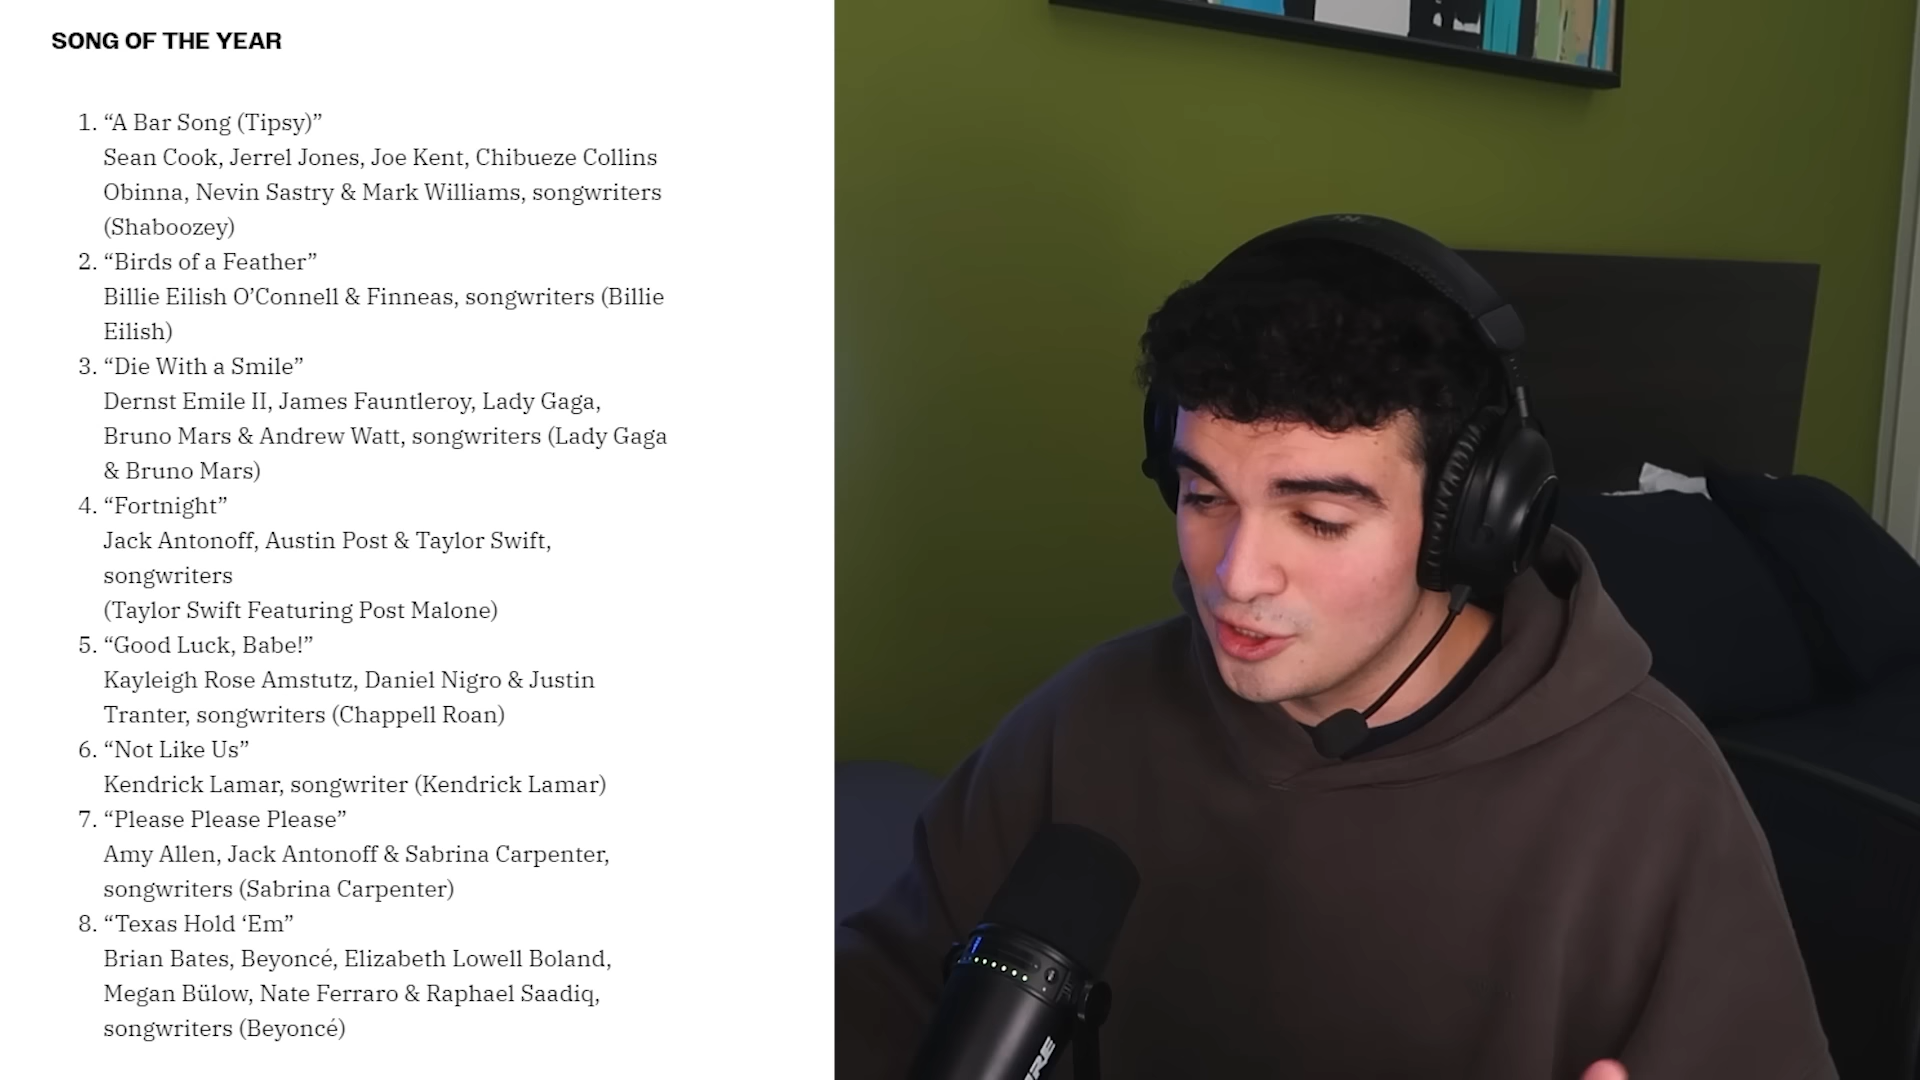 SONG OF THE YEAR
1. “A Bar Song (Tipsy)”
Sean Cook, Jerrel Jones, Joe Kent, Chibueze Collins
Obinna, Nevin Sastry & Mark Williams, songwriters
(Shaboozey)
2. “Birds of a Feather”
Billie Eilish O’Connell & Finneas, songwriters (Billie
Eilish)
3. “Die With a Smile”
Dernst Emile II, James Fauntleroy, Lady Gaga,
Bruno Mars & Andrew Watt, songwriters (Lady Gaga
& Bruno Mars)
4. “Fortnight”
Jack Antonoff, Austin Post & Taylor Swift,
songwriters
(Taylor Swift Featuring Post Malone)
5. “Good Luck, Babe!”
Kayleigh Rose Amstutz, Daniel Nigro & Justin
Tranter, songwriters (Chappell Roan)
6. “Not Like Us”
Kendrick Lamar, songwriter (Kendrick Lamar)
7. “Please Please Please”
Amy Allen, Jack Antonoff & Sabrina Carpenter,
songwriters (Sabrina Carpenter)
8. “Texas Hold ‘Em”
Brian Bates, Beyoncé, Elizabeth Lowell Boland,
Megan Bülow, Nate Ferraro & Raphael Saadiq,
songwriters (Beyoncé)